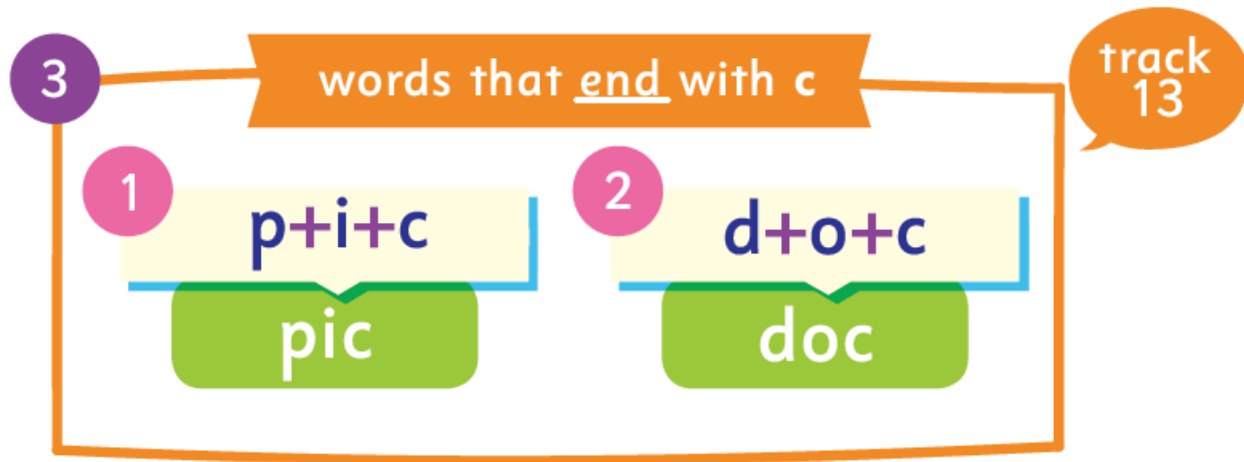 3
words that end with c
track
13
1
p+i+c
pic
2
d+o+c
doc